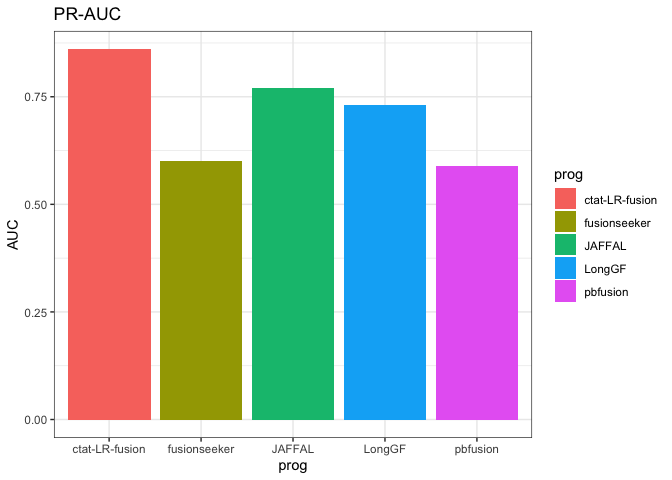 PR-AUC
AUC
0.75
0.50
0.25
0.00
ctat-LR-fusion
fusionseeker
JAFFAL
LongGF
pbfusion
prog
prog
ctat-LR-fusion
fusionseeker
JAFFAL
LongGF
pbfusion